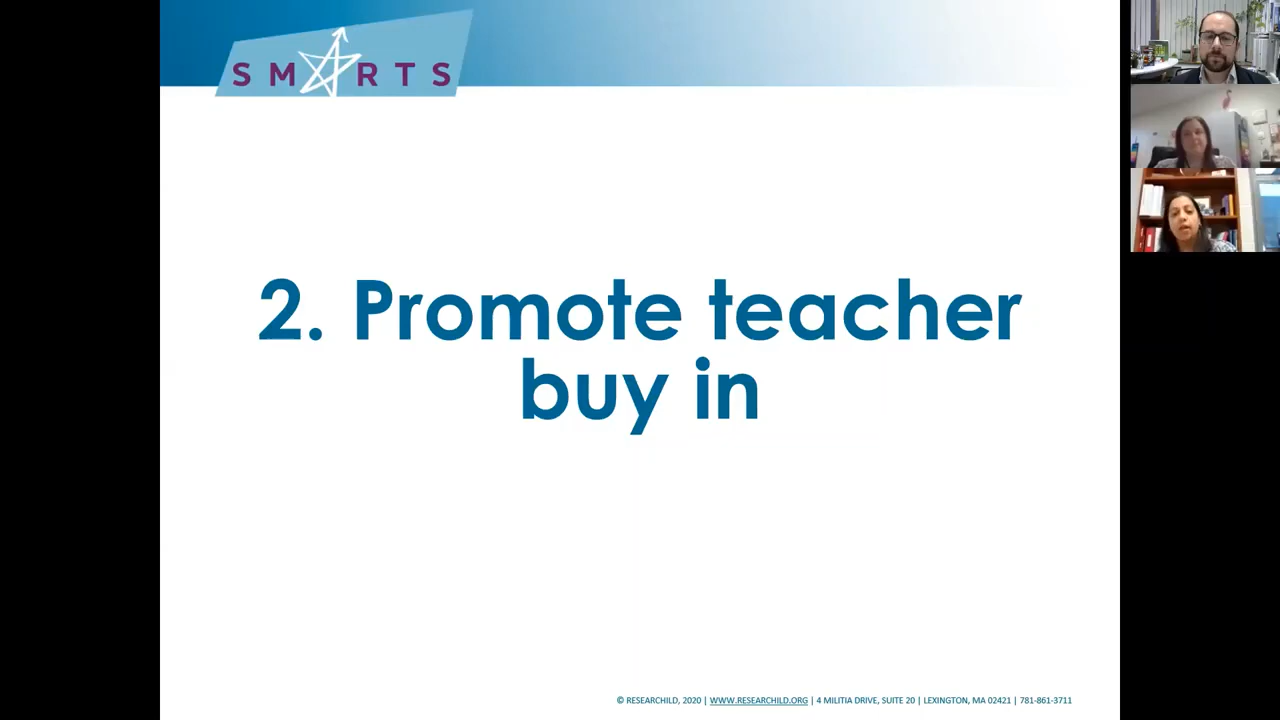 SMARTS
2. Promote teacher
buy in
© RESEARCHILD, 2020 | WWW.RESEARCHILD.ORG | 4 MILITIA DRIVE, SUITE 20 | LEXINGTON, MA 02421 | 781-861-3711